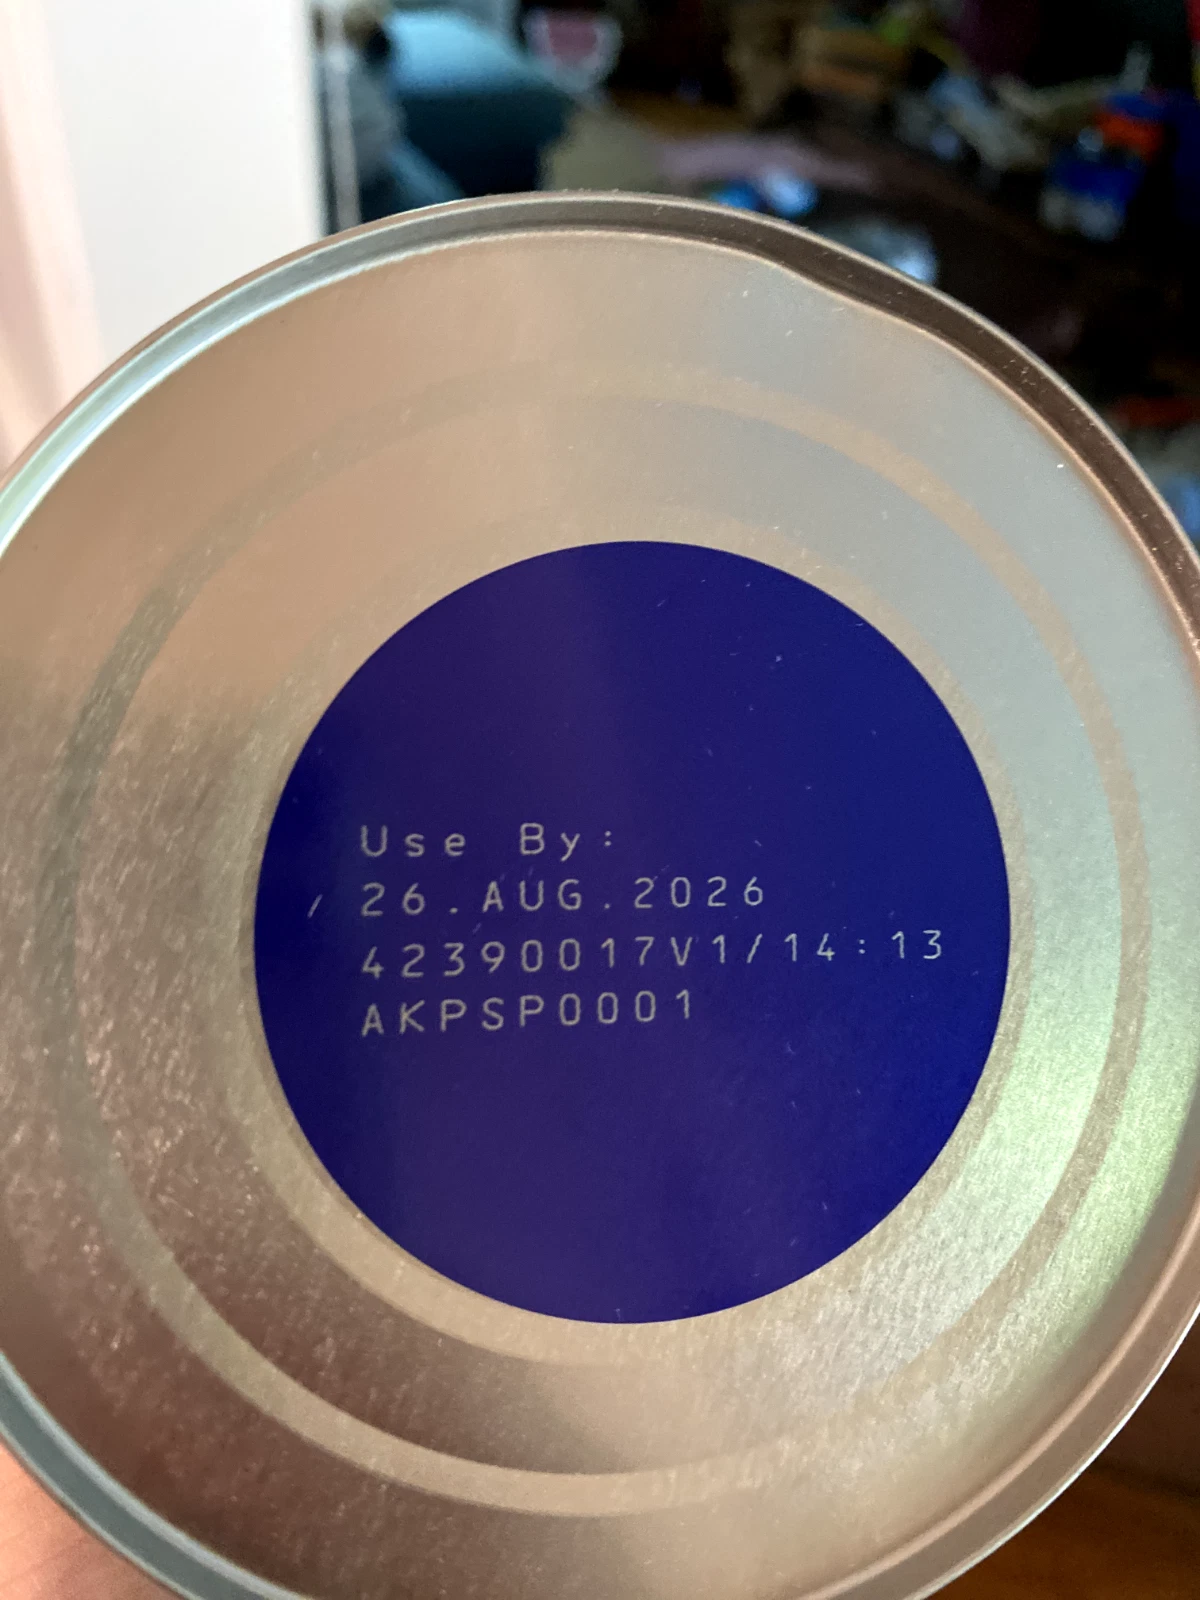 Use By:
26.AUG.2026
42390017V1/14:13
AKPSP0001